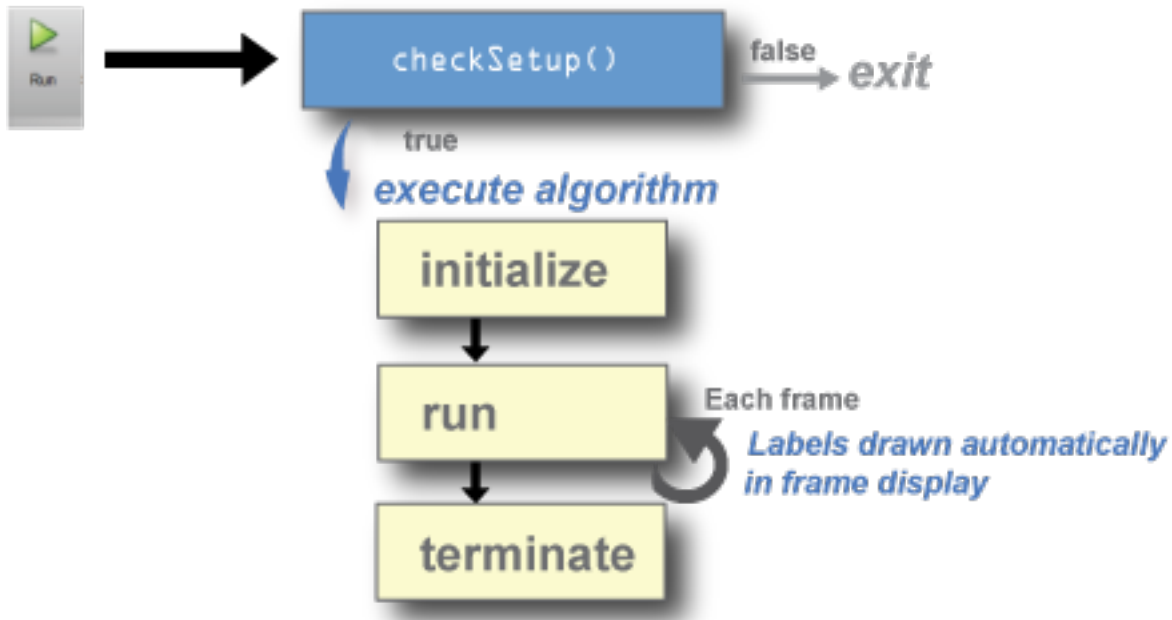 Run
checkSetup()
false
exit
true
execute algorithm
initialize
run
Each frame
Labels drawn automatically
in frame display
terminate